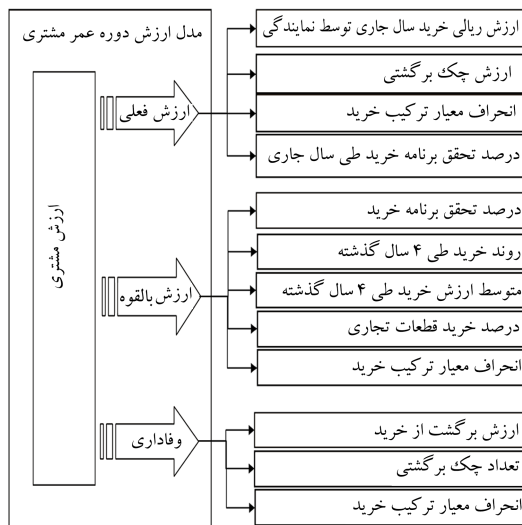 مدل ارزش دوره عمر مشتری
ارزش مشتری
ارزش فعلی
ارزش ریالی خرید سال جاری توسط نمایندگی
ارزش چک برگشتی
انحراف معیار ترکیب خرید
درصد تحقق برنامه خرید طی سال جاری
ارزش بالقوه
درصد تحقق برنامه خرید
روند خرید طی ۴ سال گذشته
متوسط ارزش خرید طی ۴ سال گذشته
درصد خرید قطعات تجاری
انحراف معیار ترکیب خرید
وفاداری
ارزش برگشت از خرید
تعداد چک برگشتی
انحراف معیار ترکیب خرید